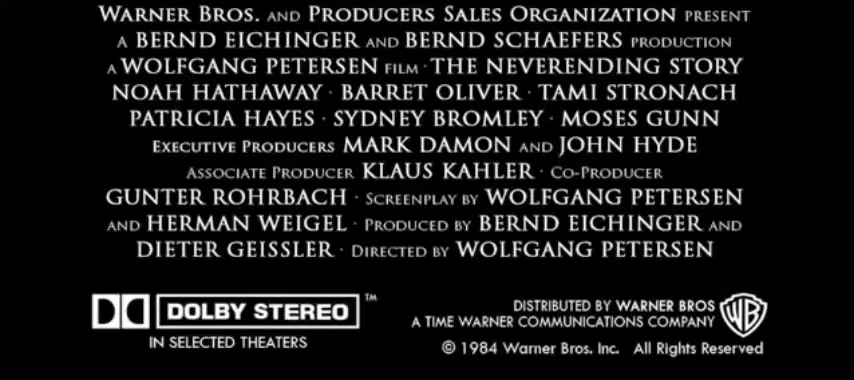 Warner Bros. and Producers Sales Organization present
a BERND EICHINGER and BERND SCHAEFERS production
a WOLFGANG PETERSEN film · THE NEVERENDING STORY
NOAH HATHAWAY · BARRET OLIVER · TAMI STRONACH
PATRICIA HAYES · SYDNEY BROMLEY · MOSES GUNN
Executive Producers MARK DAMON and JOHN HYDE
Associate Producer KLAUS KAHLER · Co-Producer
GUNTER ROHRBACH · Screenplay by WOLFGANG PETERSEN
and HERMAN WEIGEL · Produced by BERND EICHINGER and
DIETER GEISSLER · Directed by WOLFGANG PETERSEN
DOLBY STEREO ™
IN SELECTED THEATERS
DISTRIBUTED BY WARNER BROS
A TIME WARNER COMMUNICATIONS COMPANY
WB
© 1984 Warner Bros. Inc. All Rights Reserved